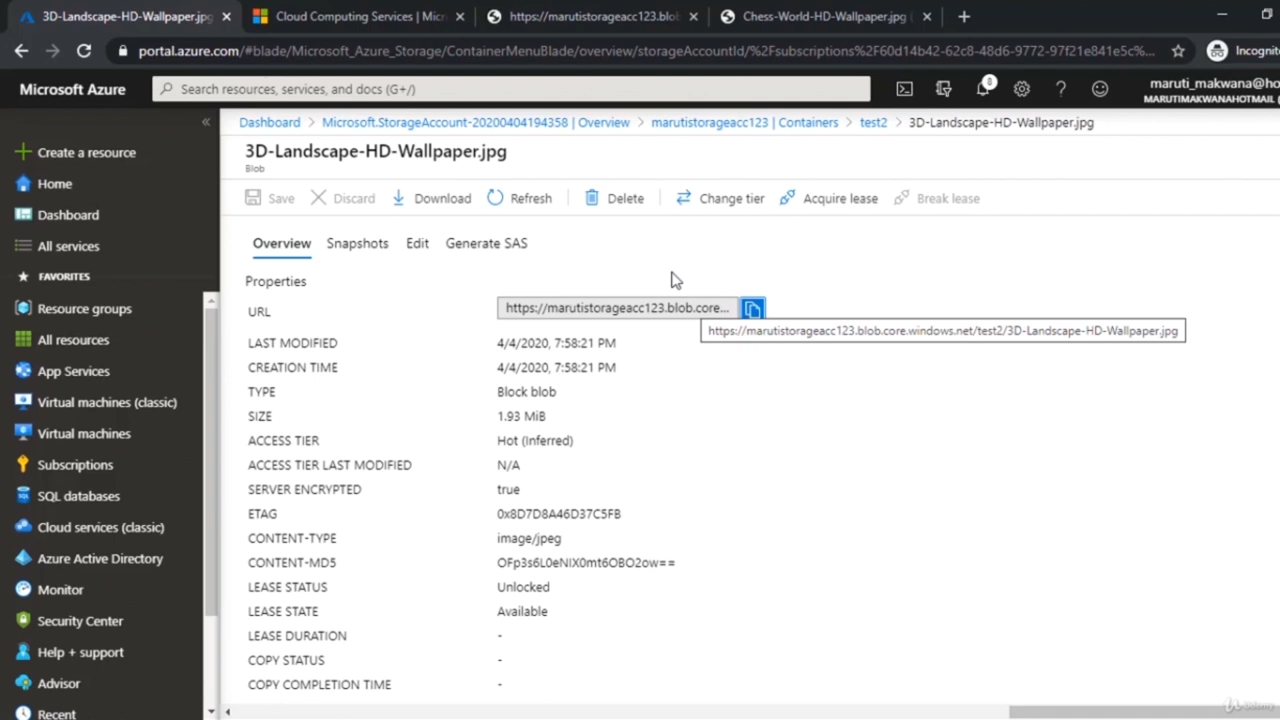 3D-Landscape-HD-Wallpaper.jpg
Cloud Computing Services | Micr
https://marutistorageacc123.blob
Chess-World-HD-Wallpaper.jpg (
portal.azure.com/#blade/Microsoft_Azure_Storage/ContainerMenuBlade/overview/storageAccountId/%2Fsubscriptions%2F60d14b42-62c8-48d6-9772-97f21e841e5c%...
Incognito
Microsoft Azure
Search resources, services, and docs (G+/)
0
maruti_makwana@ho
MARUTIMAKWANAHOTMAIL (
Dashboard > Microsoft.StorageAccount-20200404194358 | Overview > marutistorageacc123 | Containers > test2 > 3D-Landscape-HD-Wallpaper.jpg
3D-Landscape-HD-Wallpaper.jpg
Blob
Save Discard Download Refresh Delete Change tier Acquire lease Break lease
Overview Snapshots Edit Generate SAS
Properties
URL https://marutistorageacc123.blob.core...
https://marutistorageacc123.blob.core.windows.net/test2/3D-Landscape-HD-Wallpaper.jpg
LAST MODIFIED 4/4/2020, 7:58:21 PM
CREATION TIME 4/4/2020, 7:58:21 PM
TYPE Block blob
SIZE 1.93 MiB
ACCESS TIER Hot (Inferred)
ACCESS TIER LAST MODIFIED N/A
SERVER ENCRYPTED true
ETAG 0x8D7D8A46D37C5FB
CONTENT-TYPE image/jpeg
CONTENT-MD5 OFp3s6L0eNIX0mt6OBO2ow==
LEASE STATUS Unlocked
LEASE STATE Available
LEASE DURATION -
COPY STATUS -
COPY COMPLETION TIME -
Create a resource
Home
Dashboard
All services
FAVORITES
Resource groups
All resources
App Services
Virtual machines (classic)
Virtual machines
Subscriptions
SQL databases
Cloud services (classic)
Azure Active Directory
Monitor
Security Center
Help + support
Advisor
Recent
Udemy